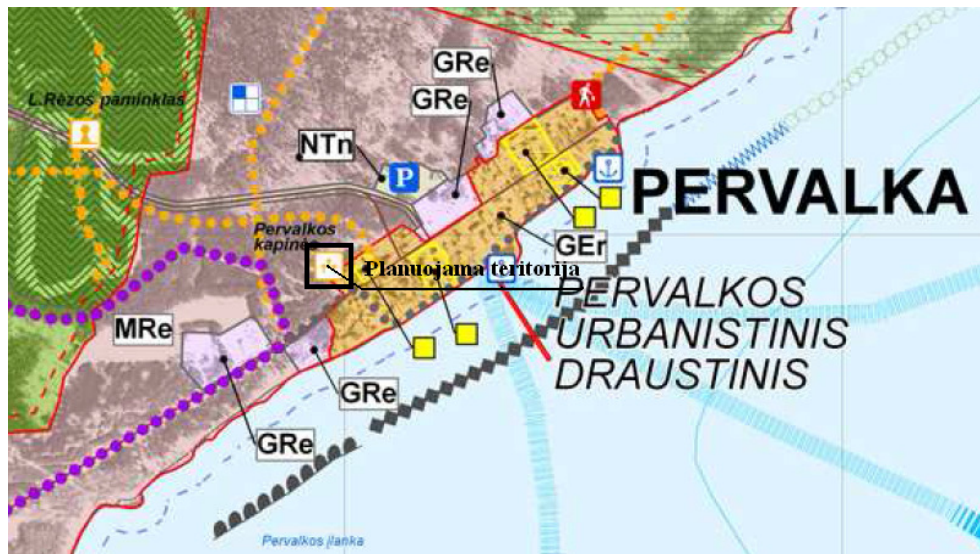 GRe
GRe
L.Rėzos paminklas
NTn
P
PERVALKA
Pervalkos
kapinės
GEr
Planuojama teritorija
PERVALKOS
URBANISTINIS
DRAUSTINIS
MRe
GRe
GRe
Pervalkos įlanka